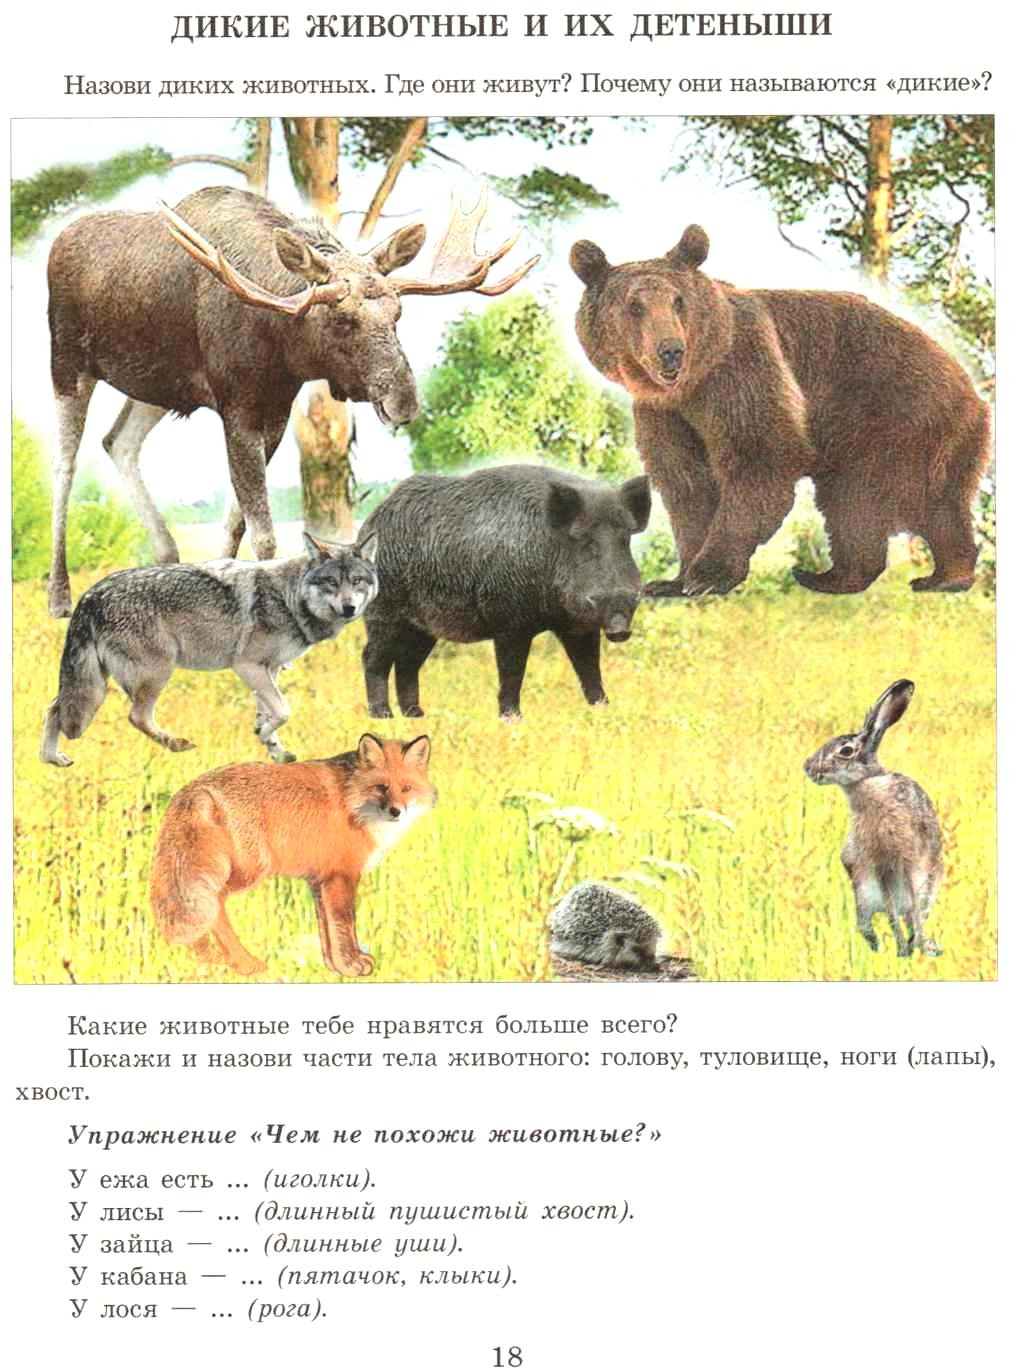 ДИКИЕ ЖИВОТНЫЕ И ИХ ДЕТЕНЫШИ
Назови диких животных. Где они живут? Почему они называются «дикие»?
Какие животные тебе нравятся больше всего?
Покажи и назови части тела животного: голову, туловище, ноги (лапы),
хвост.
Упражнение «Чем не похожи животные?»
У ежа есть ... (иголки).
У лисы — ... (длинный пушистый хвост).
У зайца — ... (длинные уши).
У кабана — ... (пятачок, клыки).
У лося — ... (рога).
18